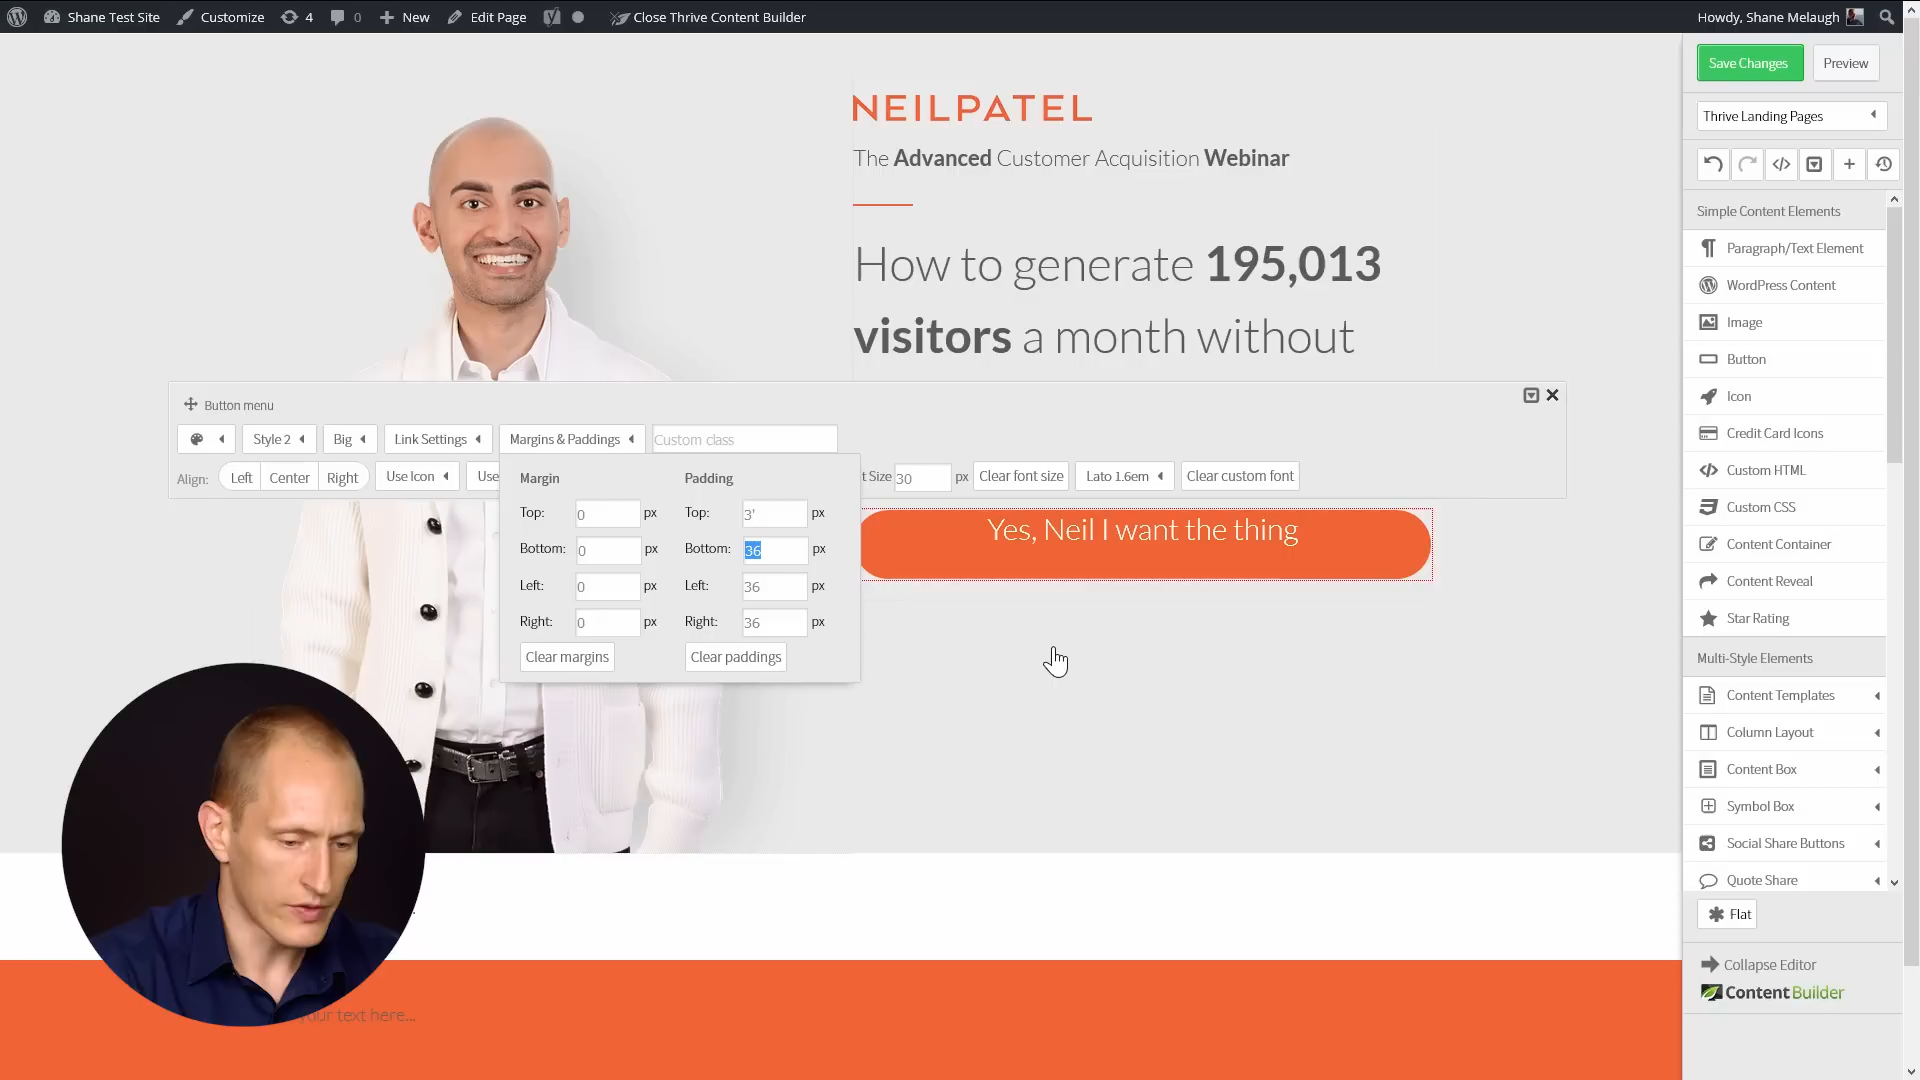 Shane Test Site
Customize
4
0
New
Edit Page
Close Thrive Content Builder
Howdy, Shane Melaugh
Save Changes
Preview
Thrive Landing Pages
NEILPATEL
The Advanced Customer Acquisition Webinar
How to generate 195,013
visitors a month without
Button menu
Style 2
Big
Link Settings
Margins & Paddings
Custom class
Align:
Left
Center
Right
Use Icon
Use
t Size
30
px
Clear font size
Lato 1.6em
Clear custom font
Margin
Padding
Top: 0 px
Top: 3' px
Bottom: 0 px
Bottom: 36 px
Left: 0 px
Left: 36 px
Right: 0 px
Right: 36 px
Clear margins
Clear paddings
Yes, Neil I want the thing
your text here...
Simple Content Elements
Paragraph/Text Element
WordPress Content
Image
Button
Icon
Credit Card Icons
Custom HTML
Custom CSS
Content Container
Content Reveal
Star Rating
Multi-Style Elements
Content Templates
Column Layout
Content Box
Symbol Box
Social Share Buttons
Quote Share
Flat
Collapse Editor
Content Builder